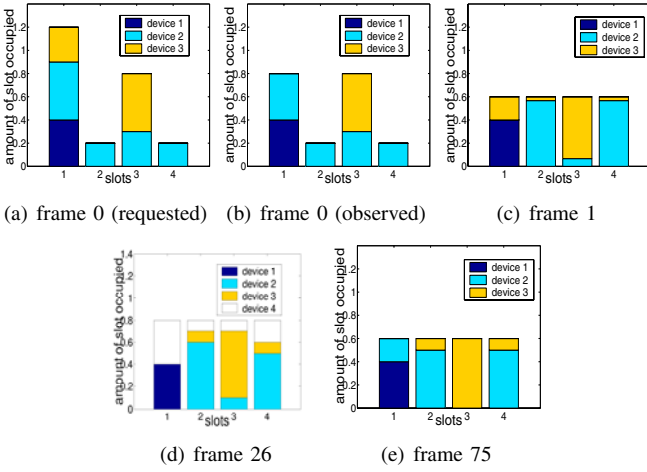 amount of slot occupied
1.2
1
0.8
0.6
0.4
0.2
0
device 1
device 2
device 3
1 2 3 4
slots
(a) frame 0 (requested)
amount of slot occupied
1.2
1
0.8
0.6
0.4
0.2
0
device 1
device 2
device 3
1 2 3 4
slots
(b) frame 0 (observed)
amount of slot occupied
1.2
1
0.8
0.6
0.4
0.2
0
device 1
device 2
device 3
1 2 3 4
slots
(c) frame 1
amount of slot occupied
1.4
1.2
1
0.8
0.6
0.4
0.2
0
device 1
device 2
device 3
device 4
1 2 3 4
slots
(d) frame 26
amount of slot occupied
1.2
1
0.8
0.6
0.4
0.2
0
device 1
device 2
device 3
1 2 3 4
slots
(e) frame 75